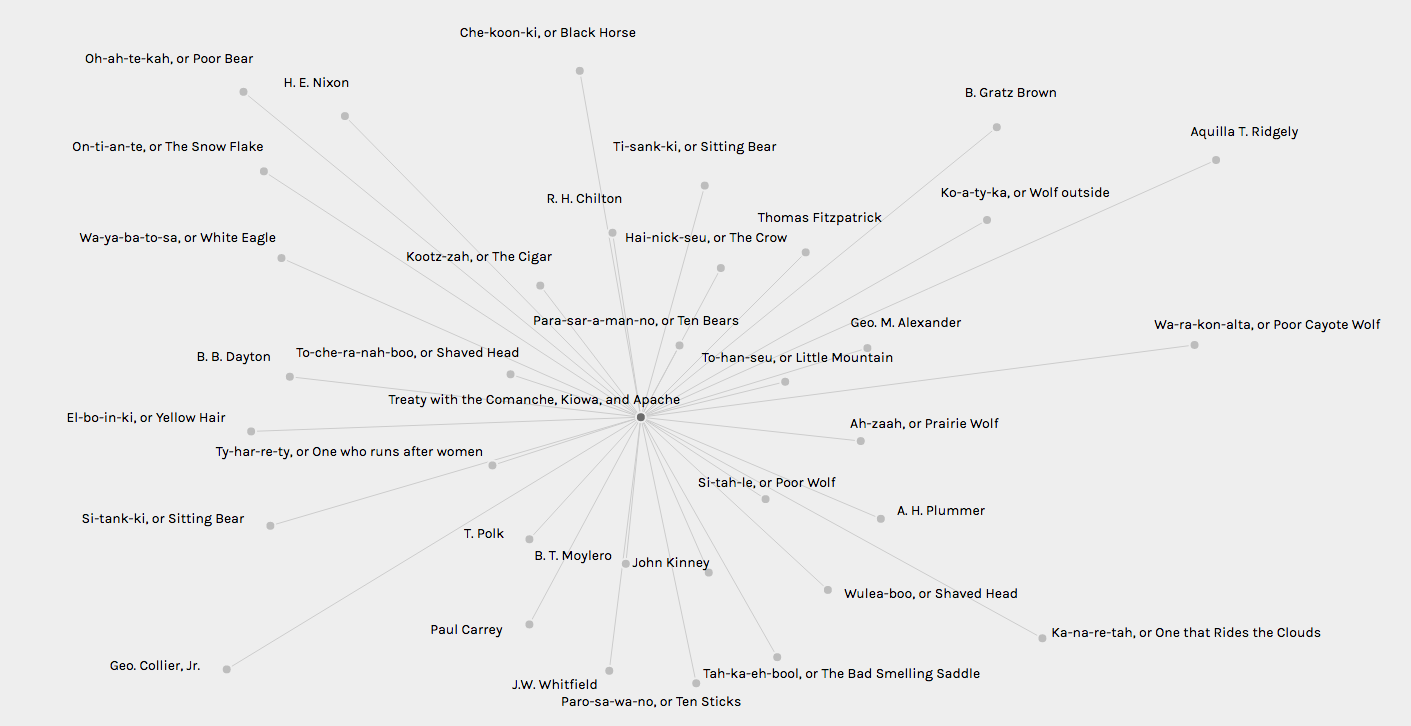 Che-koon-ki, or Black Horse
Oh-ah-te-kah, or Poor Bear
H. E. Nixon
B. Gratz Brown
Aquilla T. Ridgely
On-ti-an-te, or The Snow Flake
Ti-sank-ki, or Sitting Bear
Ko-a-ty-ka, or Wolf outside
R. H. Chilton
Thomas Fitzpatrick
Wa-ya-ba-to-sa, or White Eagle
Hai-nick-seu, or The Crow
Kootz-zah, or The Cigar
Para-sar-a-man-no, or Ten Bears
Geo. M. Alexander
Wa-ra-kon-alta, or Poor Cayote Wolf
B. B. Dayton
To-che-ra-nah-boo, or Shaved Head
To-han-seu, or Little Mountain
Treaty with the Comanche, Kiowa, and Apache
El-bo-in-ki, or Yellow Hair
Ah-zaah, or Prairie Wolf
Ty-har-re-ty, or One who runs after women
Si-tah-le, or Poor Wolf
A. H. Plummer
Si-tank-ki, or Sitting Bear
T. Polk
B. T. Moylero
John Kinney
Wulea-boo, or Shaved Head
Paul Carrey
Ka-na-re-tah, or One that Rides the Clouds
Geo. Collier, Jr.
Tah-ka-eh-bool, or The Bad Smelling Saddle
J.W. Whitfield
Paro-sa-wa-no, or Ten Sticks